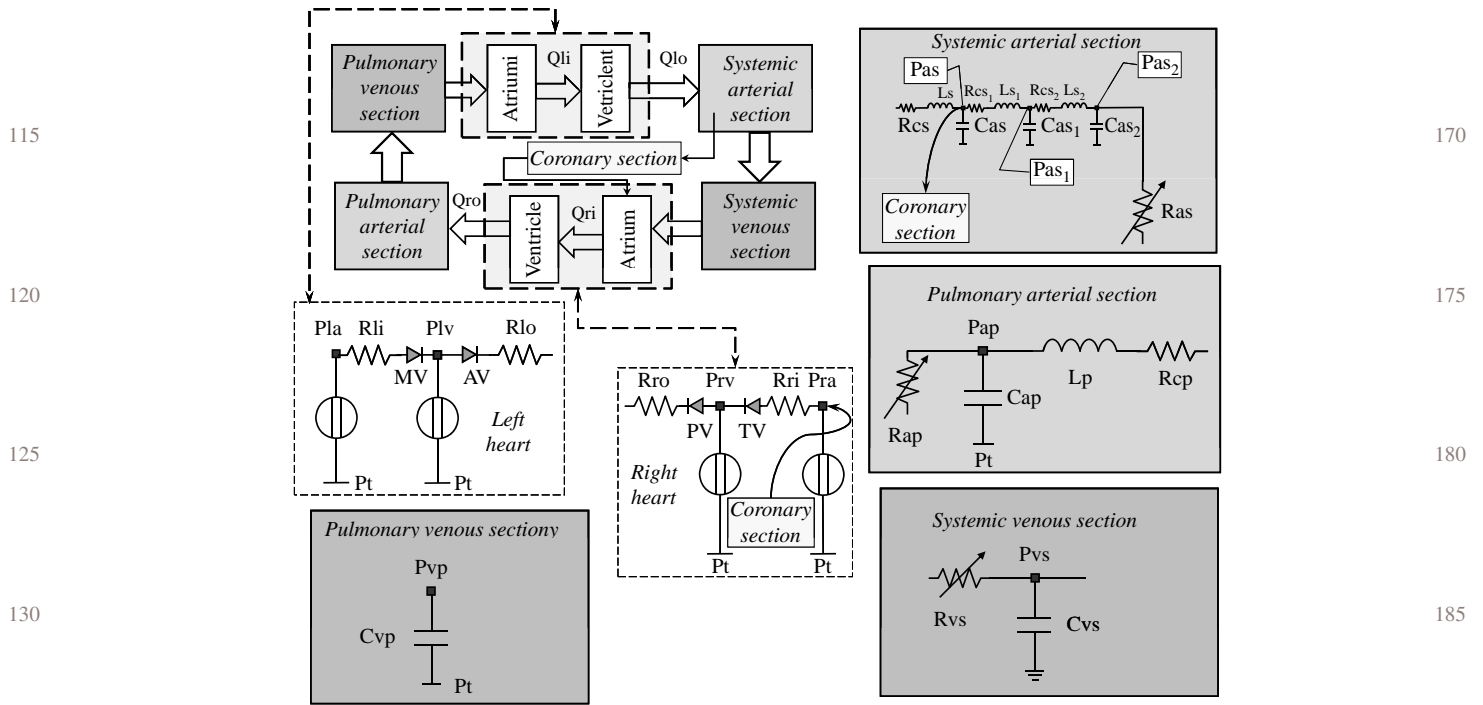 115
120
125
130
Pulmonary
venous
section
Atriumi
Qli
Vetriclent
Qlo
Systemic
arterial
section
Coronary section
Pulmonary
arterial
section
Qro
Ventricle
Qri
Atrium
Systemic
venous
section
Pla
Rli
Plv
Rlo
MV
AV
Left
heart
Pt
Pt
Rro
Prv
Rri
Pra
PV
TV
Right
heart
Coronary
section
Pt
Pt
Pulmonary venous sectiony
Pvp
Cvp
Pt
Systemic arterial section
Pas
Pas2
Ls
Rcs1
Ls1
Rcs2
Ls2
Rcs
Cas
Cas1
Cas2
Pas1
Coronary
section
Ras
Pulmonary arterial section
Pap
Lp
Rcp
Cap
Rap
Pt
Systemic venous section
Pvs
Rvs
Cvs
170
175
180
185